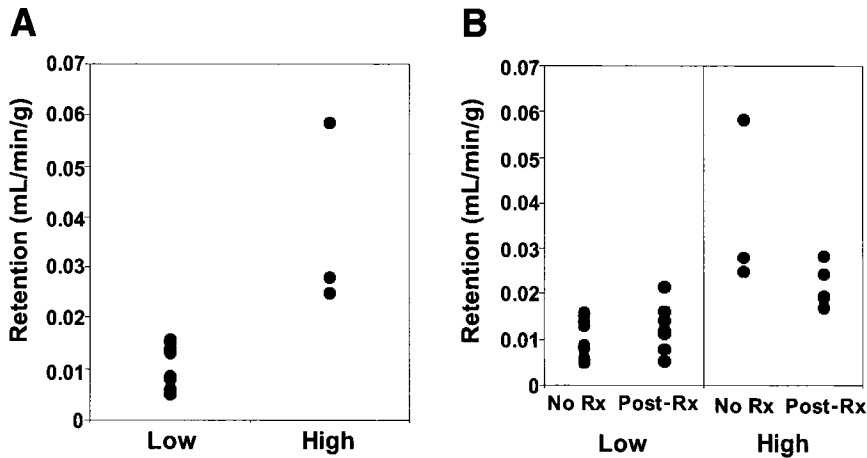 A
Retention (mL/min/g)
0.07
0.06
0.05
0.04
0.03
0.02
0.01
0
Low High
B
Retention (mL/min/g)
0.07
0.06
0.05
0.04
0.03
0.02
0.01
0
No Rx Post-Rx No Rx Post-Rx
Low High